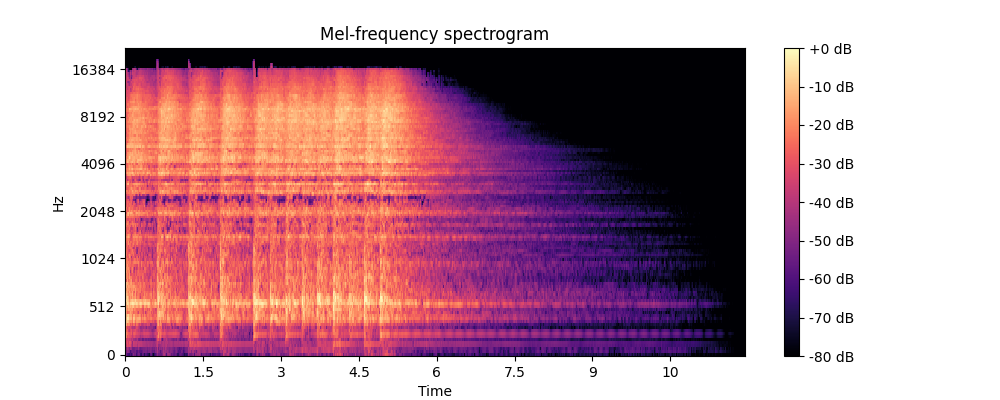 Mel-frequency spectrogram
16384
8192
4096
2048
1024
512
0
Hz
0 1.5 3 4.5 6 7.5 9 10
Time
+0 dB
-10 dB
-20 dB
-30 dB
-40 dB
-50 dB
-60 dB
-70 dB
-80 dB